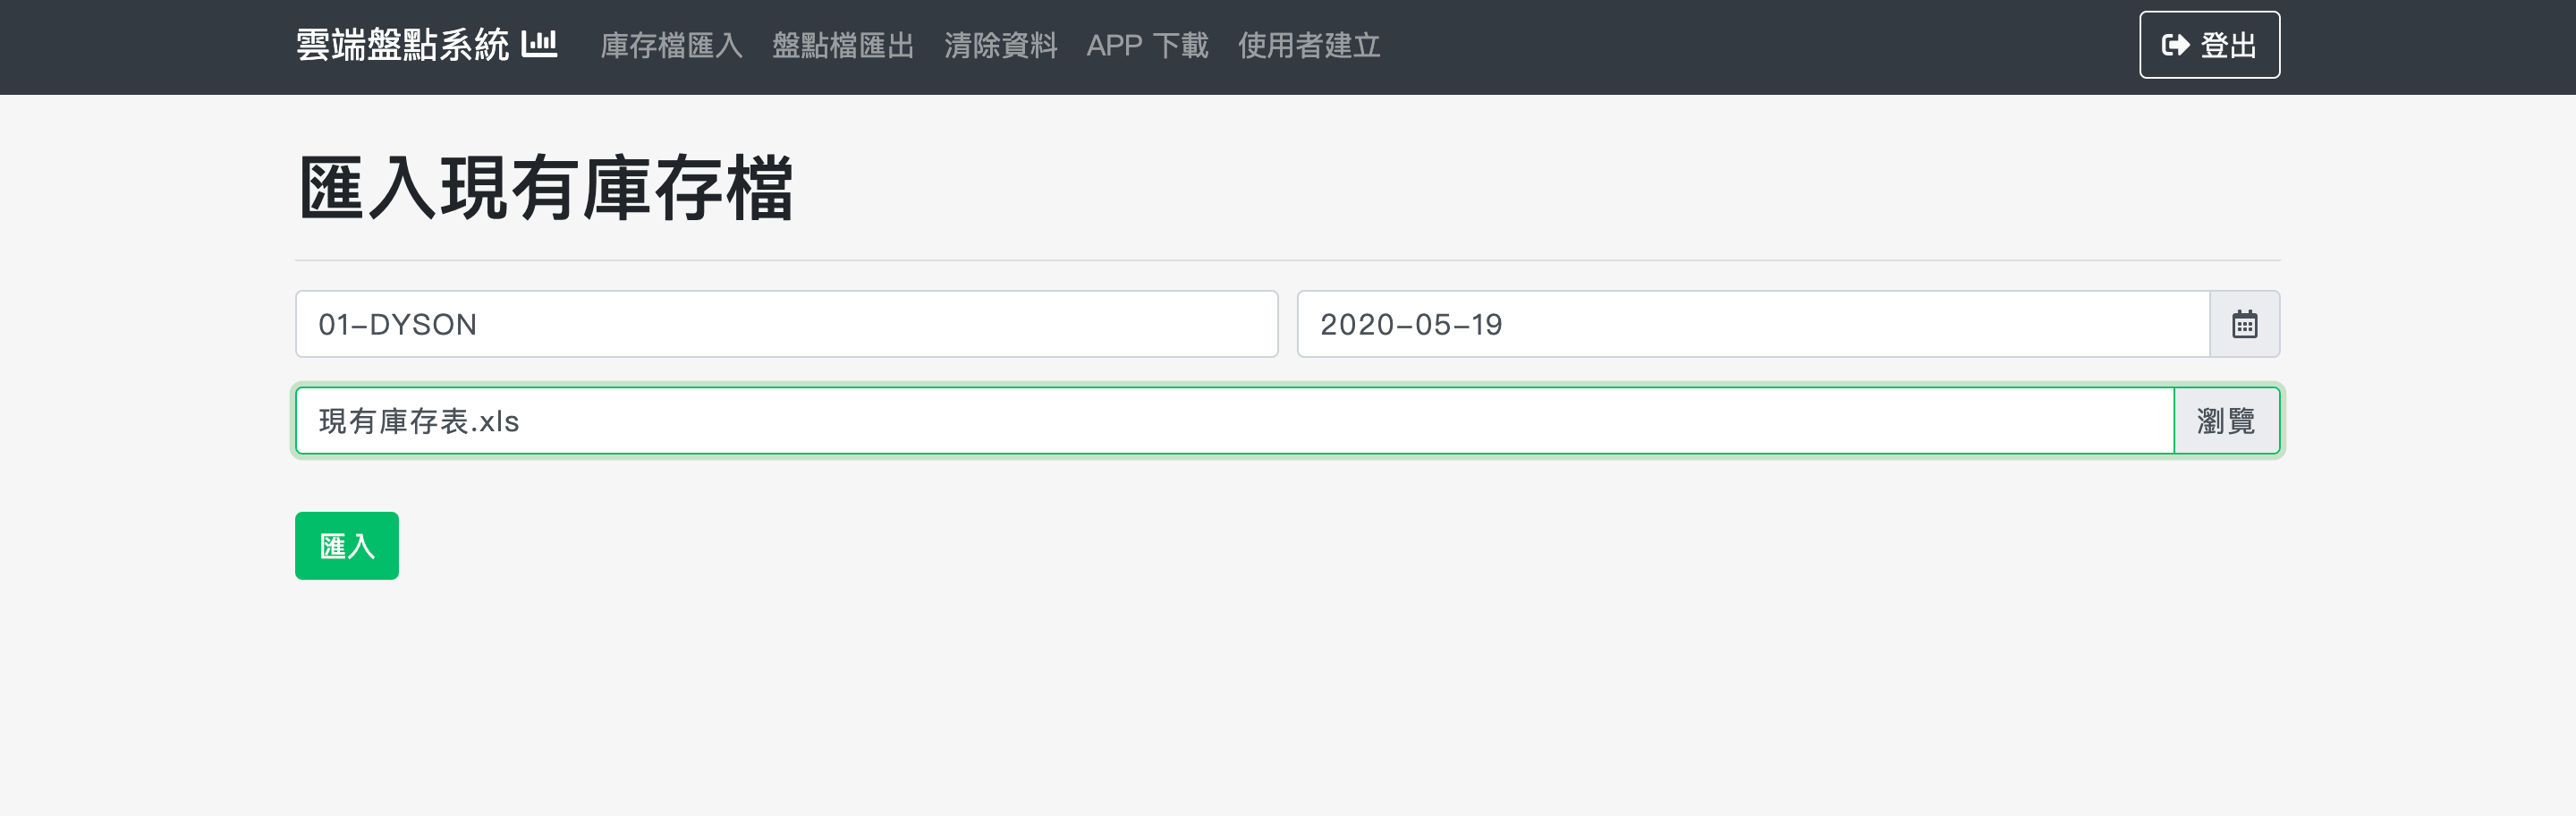 雲端盤點系統 庫存檔匯入 盤點檔匯出 清除資料 APP 下載 使用者建立 登出
匯入現有庫存檔
01-DYSON 2020-05-19
現有庫存表.xls 瀏覽
匯入